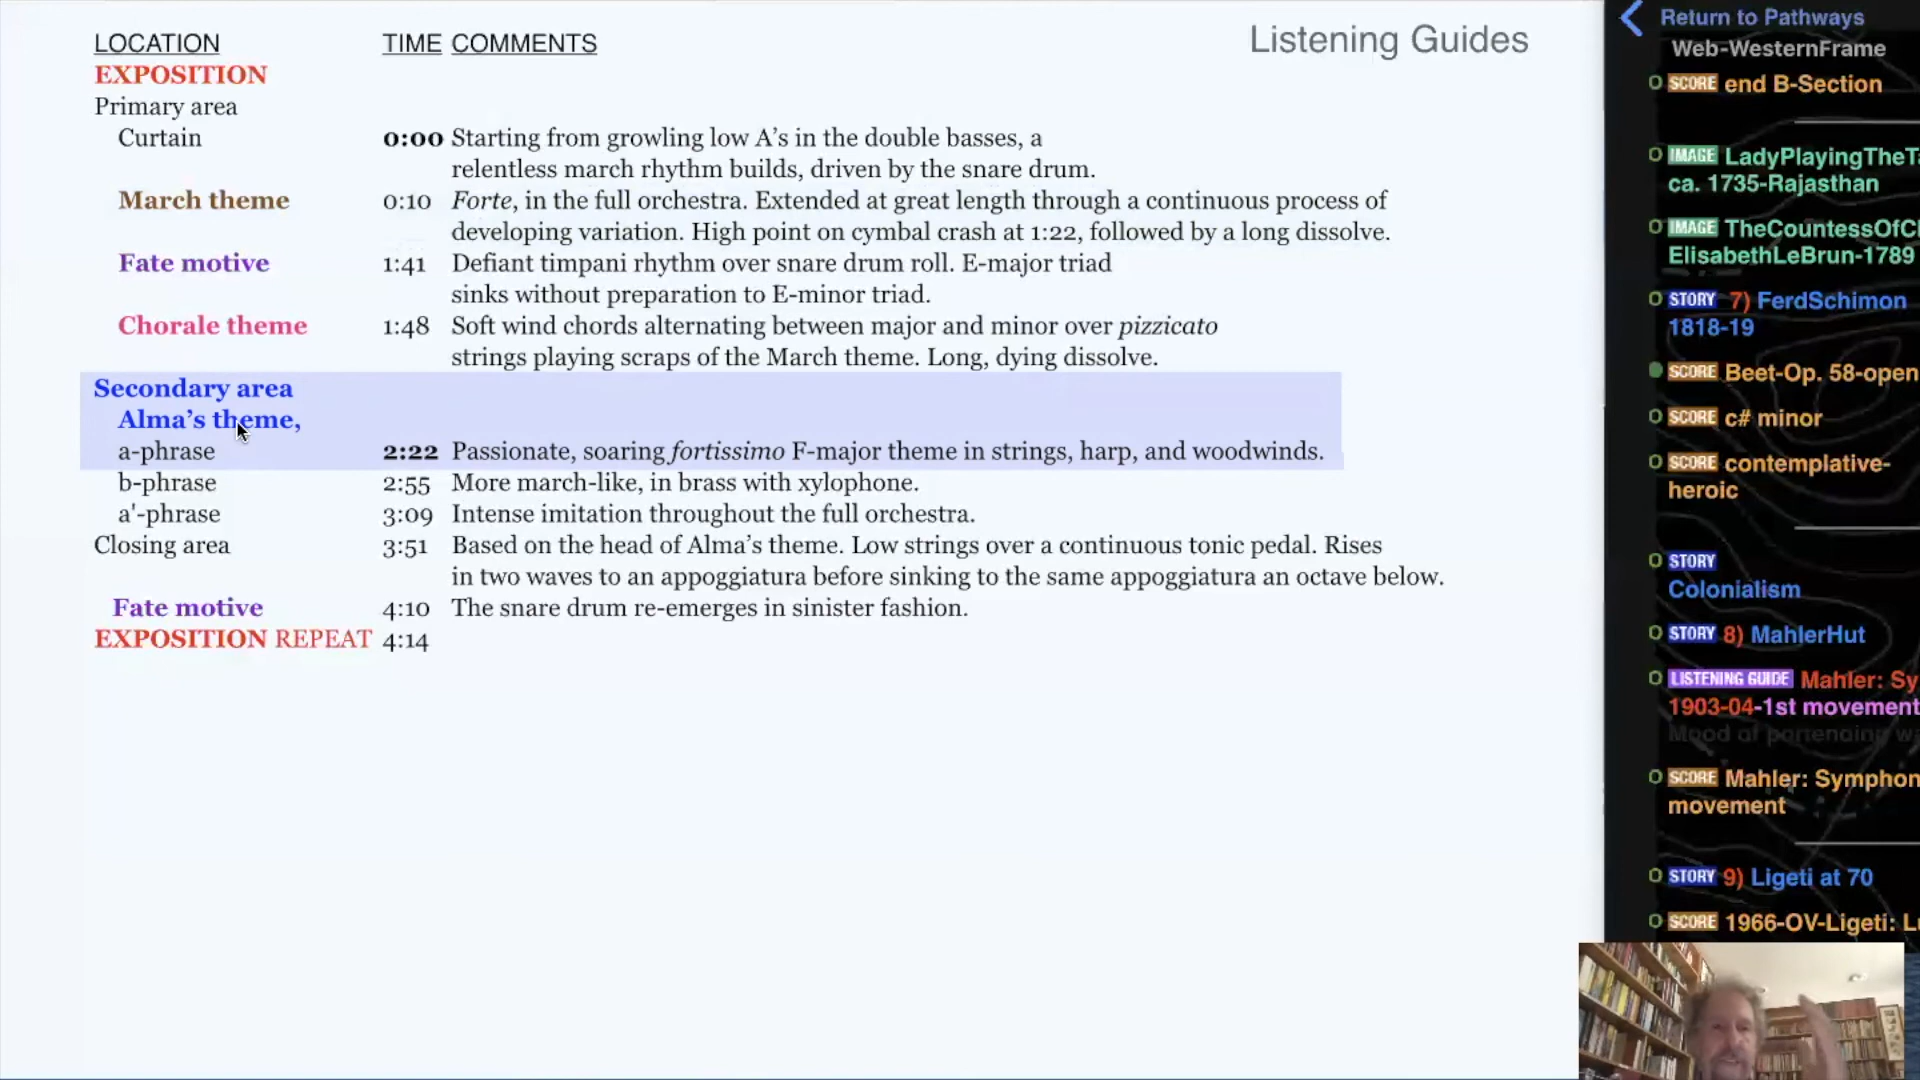 LOCATION TIME COMMENTS Listening Guides
EXPOSITION
Primary area
Curtain 0:00 Starting from growling low A’s in the double basses, a
relentless march rhythm builds, driven by the snare drum.
March theme 0:10 Forte, in the full orchestra. Extended at great length through a continuous process of
developing variation. High point on cymbal crash at 1:22, followed by a long dissolve.
Fate motive 1:41 Defiant timpani rhythm over snare drum roll. E-major triad
sinks without preparation to E-minor triad.
Chorale theme 1:48 Soft wind chords alternating between major and minor over pizzicato
strings playing scraps of the March theme. Long, dying dissolve.
Secondary area
Alma’s theme,
a-phrase 2:22 Passionate, soaring fortissimo F-major theme in strings, harp, and woodwinds.
b-phrase 2:55 More march-like, in brass with xylophone.
a'-phrase 3:09 Intense imitation throughout the full orchestra.
Closing area 3:51 Based on the head of Alma’s theme. Low strings over a continuous tonic pedal. Rises
in two waves to an appoggiatura before sinking to the same appoggiatura an octave below.
Fate motive 4:10 The snare drum re-emerges in sinister fashion.
EXPOSITION REPEAT 4:14
Return to Pathways
Web-WesternFrame
SCORE end B-Section
IMAGE LadyPlayingTheTa
ca. 1735-Rajasthan
IMAGE TheCountessOfCl
ElisabethLeBrun-1789
STORY 7) FerdSchimon
1818-19
SCORE Beet-Op. 58-open
SCORE c# minor
SCORE contemplative-
heroic
STORY
Colonialism
STORY 8) MahlerHut
LISTENING GUIDE Mahler: Sy
1903-04-1st movement
Mood of portending wa
SCORE Mahler: Symphon
movement
STORY 9) Ligeti at 70
SCORE 1966-OV-Ligeti: Lu